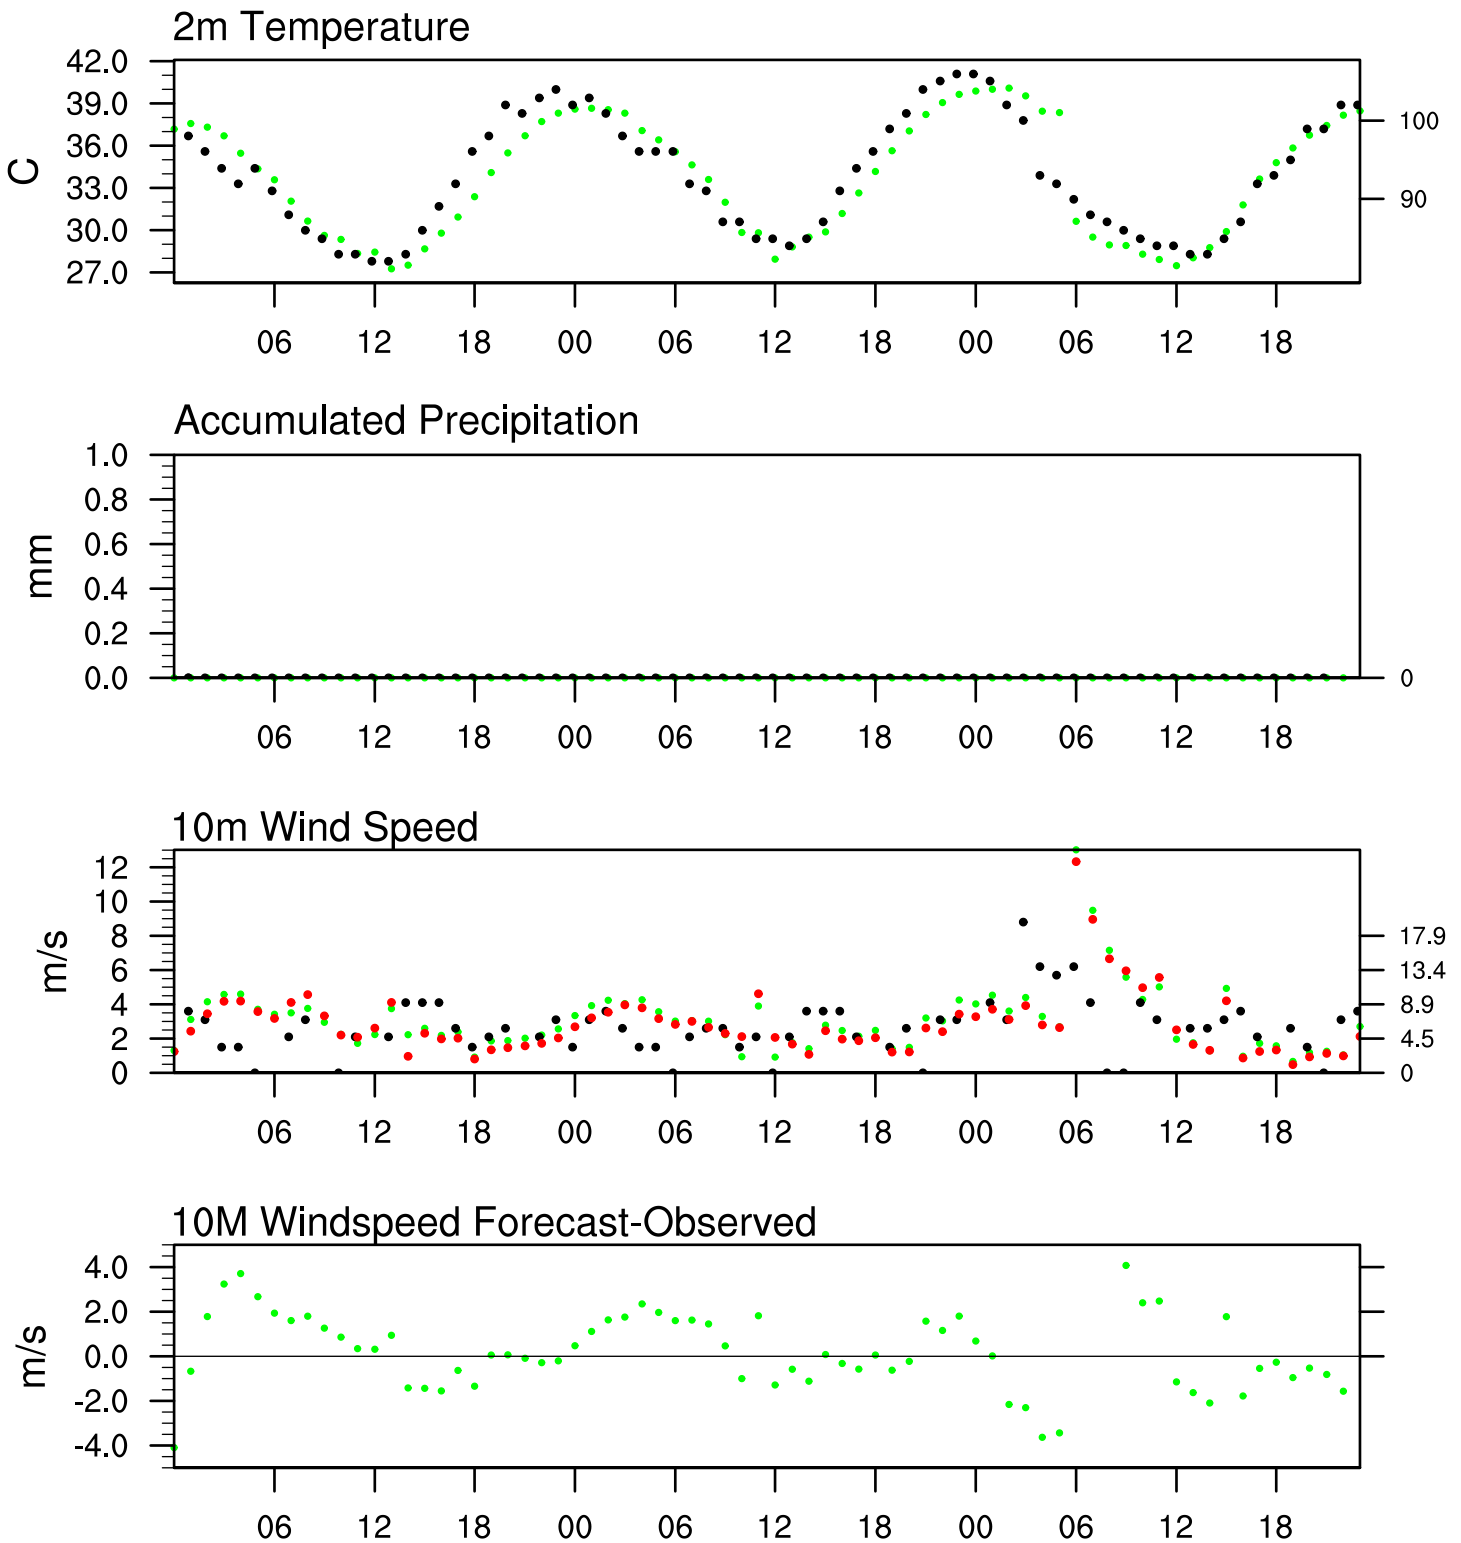 2m Temperature
42.0
39.0
36.0
33.0
30.0
27.0
C
100
90
06 12 18 00 06 12 18 00 06 12 18
Accumulated Precipitation
1.0
0.8
0.6
0.4
0.2
0.0
mm
0
06 12 18 00 06 12 18 00 06 12 18
10m Wind Speed
12
10
8
6
4
2
0
m/s
17.9
13.4
8.9
4.5
0
06 12 18 00 06 12 18 00 06 12 18
10M Windspeed Forecast-Observed
4.0
2.0
0.0
-2.0
-4.0
m/s
06 12 18 00 06 12 18 00 06 12 18